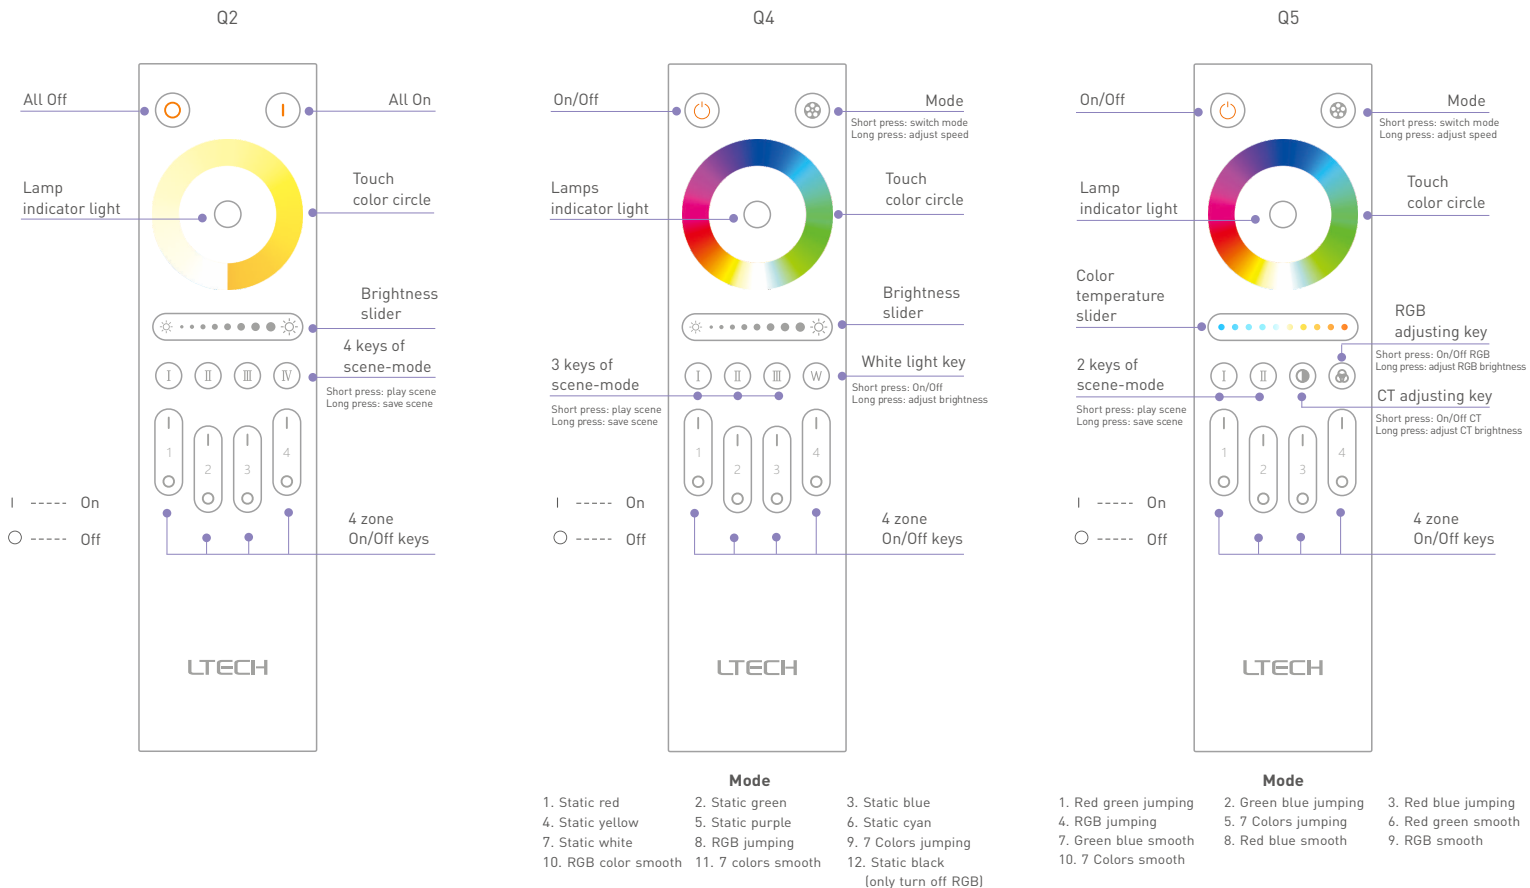 Q2
All Off
All On
Lamp
indicator light
Touch
color circle
Brightness
slider
4 keys of
scene-mode
Short press: play scene
Long press: save scene
I
II
III
IV
1
2
3
4
I ----- On
O ----- Off
4 zone
On/Off keys
LTECH
Q4
On/Off
Mode
Short press: switch mode
Long press: adjust speed
Lamps
indicator light
Touch
color circle
Brightness
slider
3 keys of
scene-mode
Short press: play scene
Long press: save scene
White light key
Short press: On/Off
Long press: adjust brightness
I
II
III
W
1
2
3
4
I ----- On
O ----- Off
4 zone
On/Off keys
LTECH
Mode
1. Static red 2. Static green 3. Static blue
4. Static yellow 5. Static purple 6. Static cyan
7. Static white 8. RGB jumping 9. 7 Colors jumping
10. RGB color smooth 11. 7 colors smooth 12. Static black
(only turn off RGB)
Q5
On/Off
Mode
Short press: switch mode
Long press: adjust speed
Lamp
indicator light
Touch
color circle
Color
temperature
slider
RGB
adjusting key
Short press: On/Off RGB
Long press: adjust RGB brightness
2 keys of
scene-mode
Short press: play scene
Long press: save scene
CT adjusting key
Short press: On/Off CT
Long press: adjust CT brightness
I
II
1
2
3
4
I ----- On
O ----- Off
4 zone
On/Off keys
LTECH
Mode
1. Red green jumping 2. Green blue jumping 3. Red blue jumping
4. RGB jumping 5. 7 Colors jumping 6. Red green smooth
7. Green blue smooth 8. Red blue smooth 9. RGB smooth
10. 7 Colors smooth